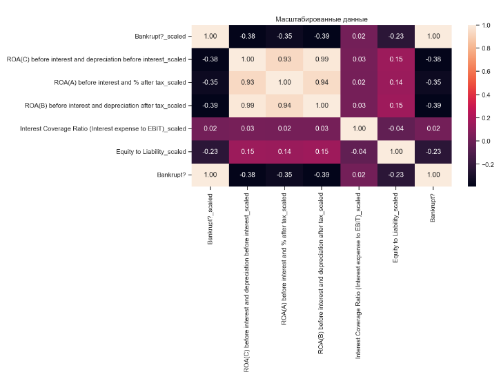 Масштабированные данные
Bankrupt?_scaled 1.00 -0.38 -0.35 -0.39 0.02 -0.23 1.00
ROA(C) before interest and depreciation before interest_scaled -0.38 1.00 0.93 0.99 0.03 0.15 -0.38
ROA(A) before interest and % after tax_scaled -0.35 0.93 1.00 0.94 0.02 0.14 -0.35
ROA(B) before interest and depreciation after tax_scaled -0.39 0.99 0.94 1.00 0.03 0.15 -0.39
Interest Coverage Ratio (Interest expense to EBIT)_scaled 0.02 0.03 0.02 0.03 1.00 -0.04 0.02
Equity to Liability_scaled -0.23 0.15 0.14 0.15 -0.04 1.00 -0.23
Bankrupt? 1.00 -0.38 -0.35 -0.39 0.02 -0.23 1.00
Bankrupt?_scaled
ROA(C) before interest and depreciation before interest_scaled
ROA(A) before interest and % after tax_scaled
ROA(B) before interest and depreciation after tax_scaled
Interest Coverage Ratio (Interest expense to EBIT)_scaled
Equity to Liability_scaled
Bankrupt?
1.0
0.8
0.6
0.4
0.2
0.0
-0.2